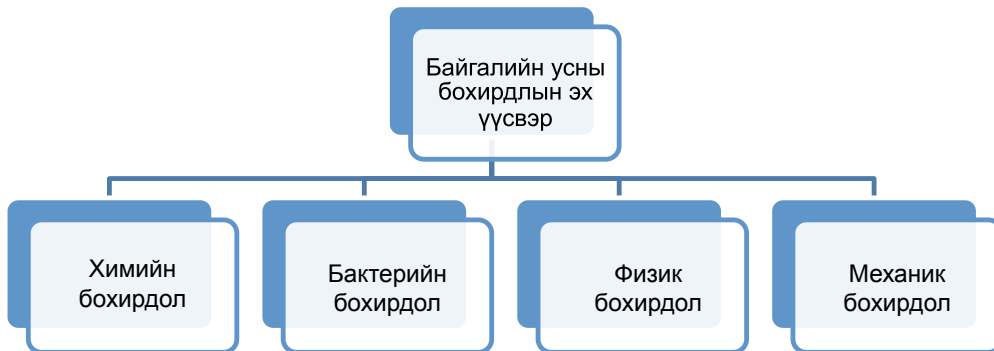 Байгалийн усны
бохирдлын эх
үүсвэр
Химийн
бохирдол
Бактерийн
бохирдол
Физик
бохирдол
Механик
бохирдол